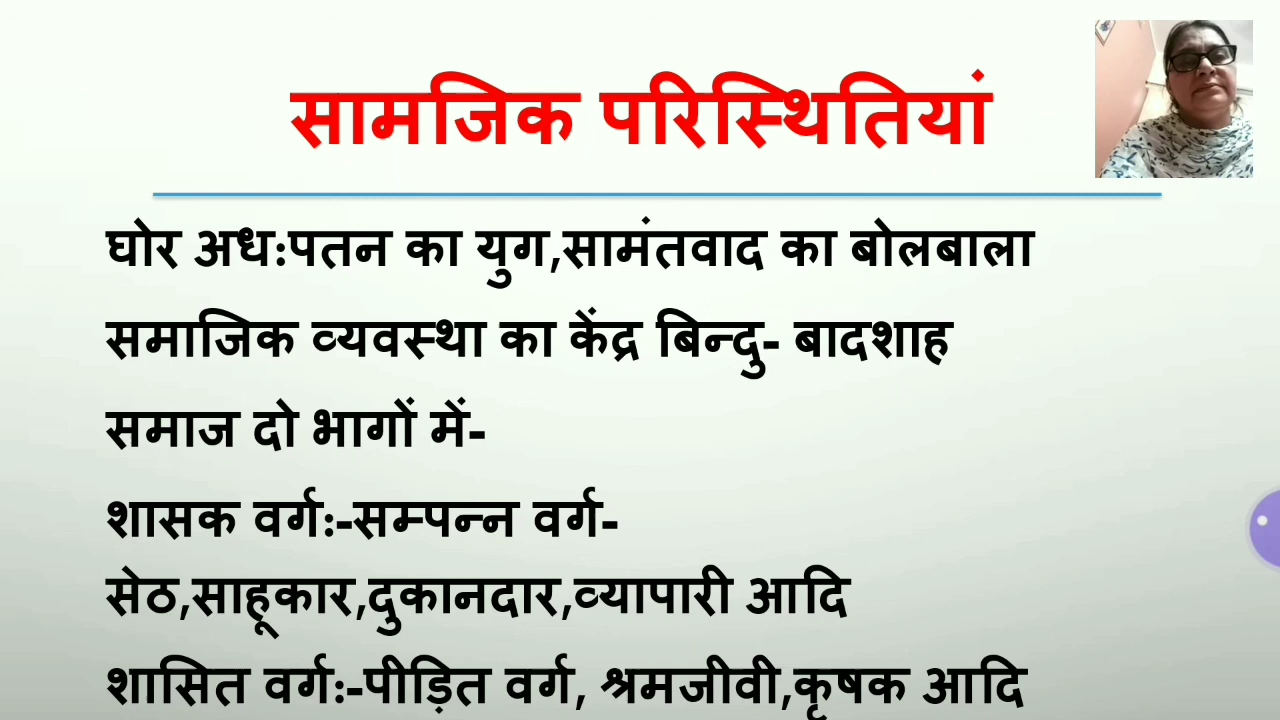 सामजिक परिस्थितियां
घोर अधःपतन का युग,सामंतवाद का बोलबाला
समाजिक व्यवस्था का केंद्र बिन्दु- बादशाह
समाज दो भागों में-
शासक वर्गः-सम्पन्न वर्ग-
सेठ,साहूकार,दुकानदार,व्यापारी आदि
शासित वर्गः-पीड़ित वर्ग, श्रमजीवी,कृषक आदि